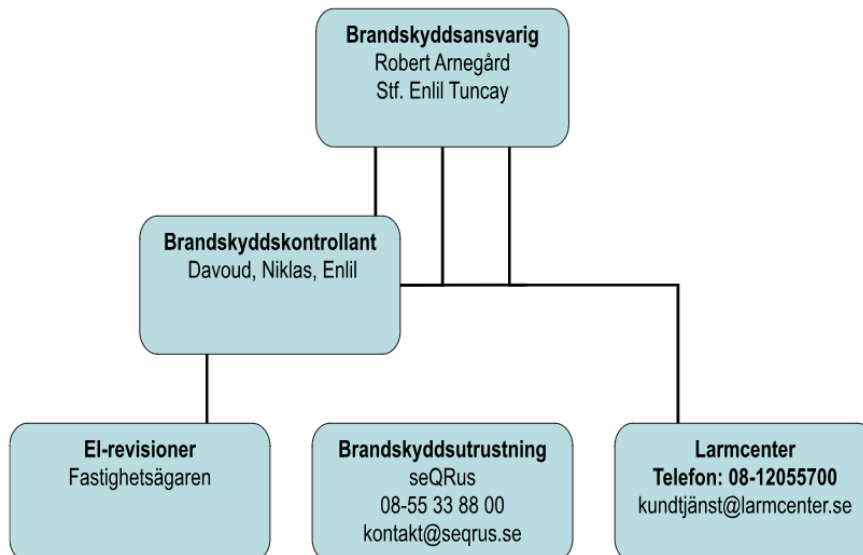 Brandskyddsansvarig
Robert Arnegård
Stf. Enlil Tuncay
Brandskyddskontrollant
Davoud, Niklas, Enlil
El-revisioner
Fastighetsägaren
Brandskyddsutrustning
seQRus
08-55 33 88 00
kontakt@seqrus.se
Larmcenter
Telefon: 08-12055700
kundtjänst@larmcenter.se